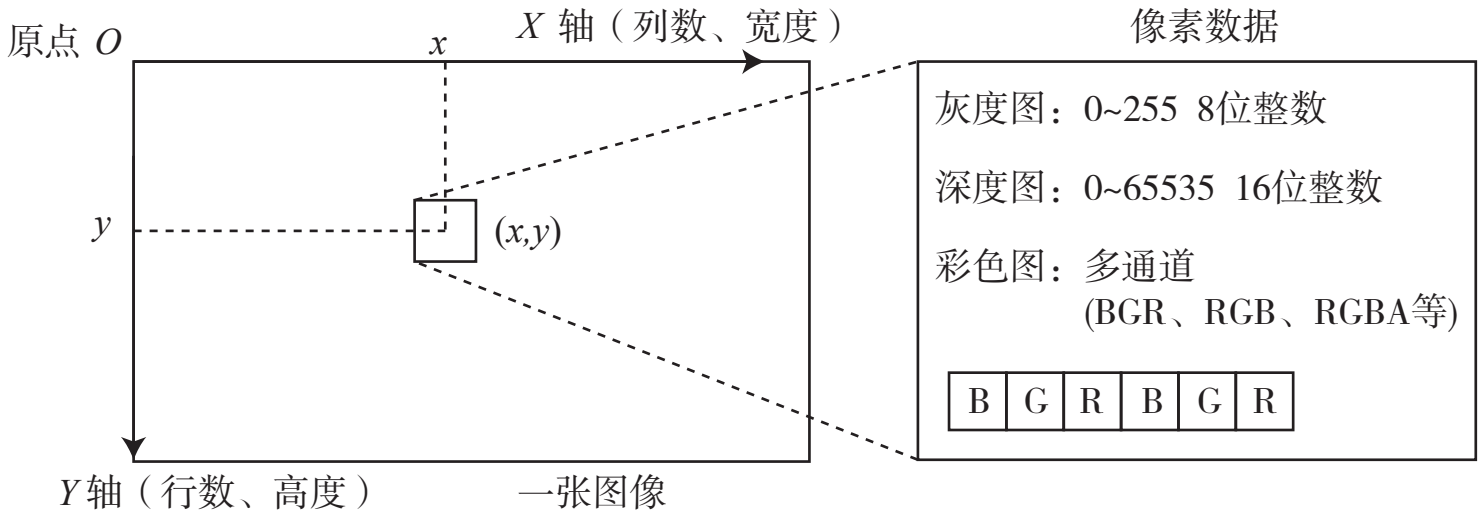 原点 O
x
X 轴（列数、宽度）
像素数据
灰度图：0~255 8位整数
深度图：0~65535 16位整数
y
(x,y)
彩色图：多通道
(BGR、RGB、RGBA等)
B G R B G R
Y 轴（行数、高度）
一张图像